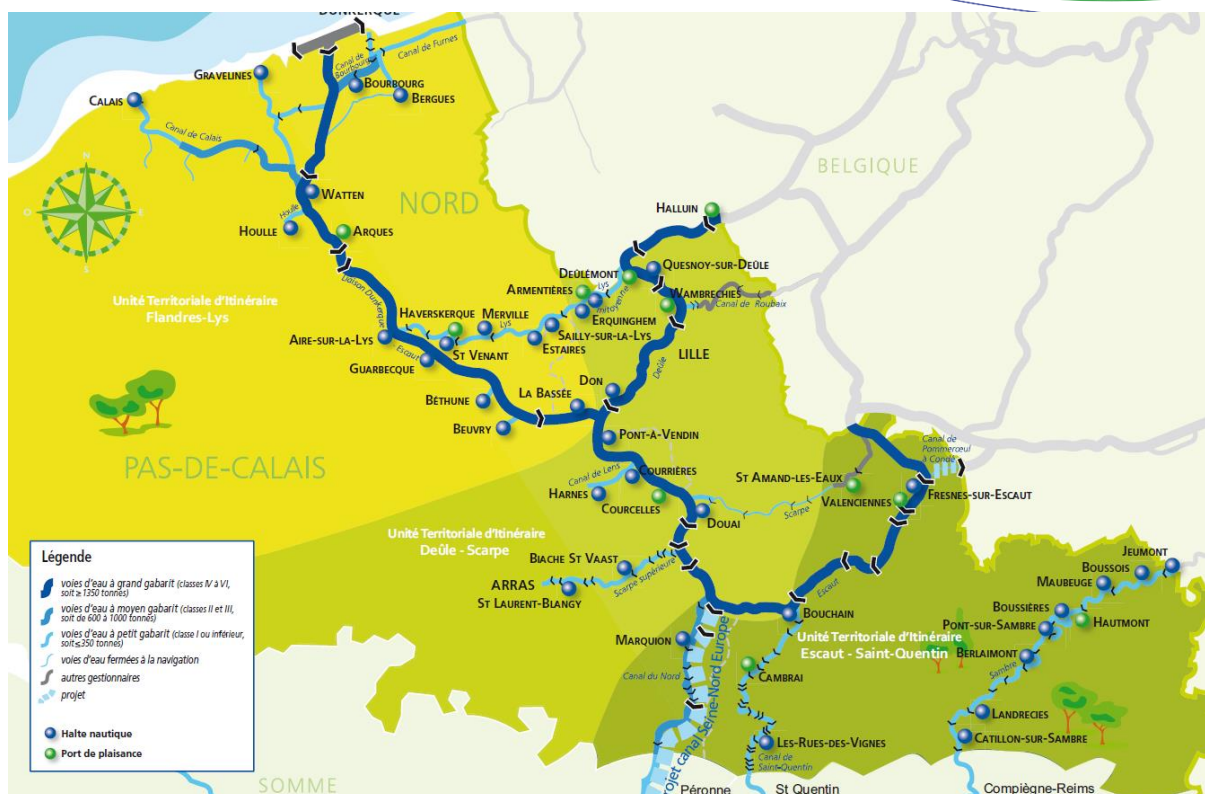 DUNKERQUE
GRAVELINES
Canal de
Bourbourg
Canal de Furnes
BOURBOURG
BERGUES
CALAIS
Canal de Calais
BELGIQUE
N
O
E
S
WATTEN
NORD
HALLUIN
Houlle
HOULLE
ARQUES
QUESNOY-SUR-DEÛLE
DEÛLÉMONT
Lys
mitoyenne
Liaison Dunkerque
ARMENTIÈRES
WAMBRECHIES
Canal de Roubaix
Unité Territoriale d'Itinéraire
Flandres-Lys
HAVERSKERQUE
MERVILLE
Lys
ERQUINGHEM
SAILLY-SUR-LA-LYS
ESTAIRES
AIRE-SUR-LA-LYS
Escaut
ST VENANT
LILLE
GUARBECQUE
Deûle
DON
LA BASSÉE
BÉTHUNE
BEUVRY
PONT-À-VENDIN
Canal de
Pommerœul
à Condé
PAS-DE-CALAIS
Canal de Lens
COURRIÈRES
ST AMAND-LES-EAUX
HARNES
VALENCIENNES
FRESNES-SUR-ESCAUT
COURCELLES
DOUAI
Scarpe
Unité Territoriale d'Itinéraire
Deûle - Scarpe
BIACHE ST VAAST
JEUMONT
BOUSSOIS
MAUBEUGE
ARRAS
ST LAURENT-BLANGY
Scarpe supérieure
Escaut
BOUCHAIN
BOUSSIÈRES
HAUTMONT
PONT-SUR-SAMBRE
Unité Territoriale d'Itinéraire
Escaut - Saint-Quentin
MARQUION
BERLAIMONT
Canal du Nord
Projet canal Seine-Nord Europe
CAMBRAI
Sambre
LANDRECIES
CATILLON-SUR-SAMBRE
LES-RUES-DES-VIGNES
Canal de
Saint-Quentin
SOMME
Péronne
St Quentin
Compiègne-Reims
Légende
voies d'eau à grand gabarit (classes IV à VI,
soit ≥ 1350 tonnes)
voies d'eau à moyen gabarit (classes II et III,
soit de 600 à 1000 tonnes)
voies d'eau à petit gabarit (classe I ou inférieur,
soit ≤350 tonnes)
voies d'eau fermées à la navigation
autres gestionnaires
projet
Halte nautique
Port de plaisance